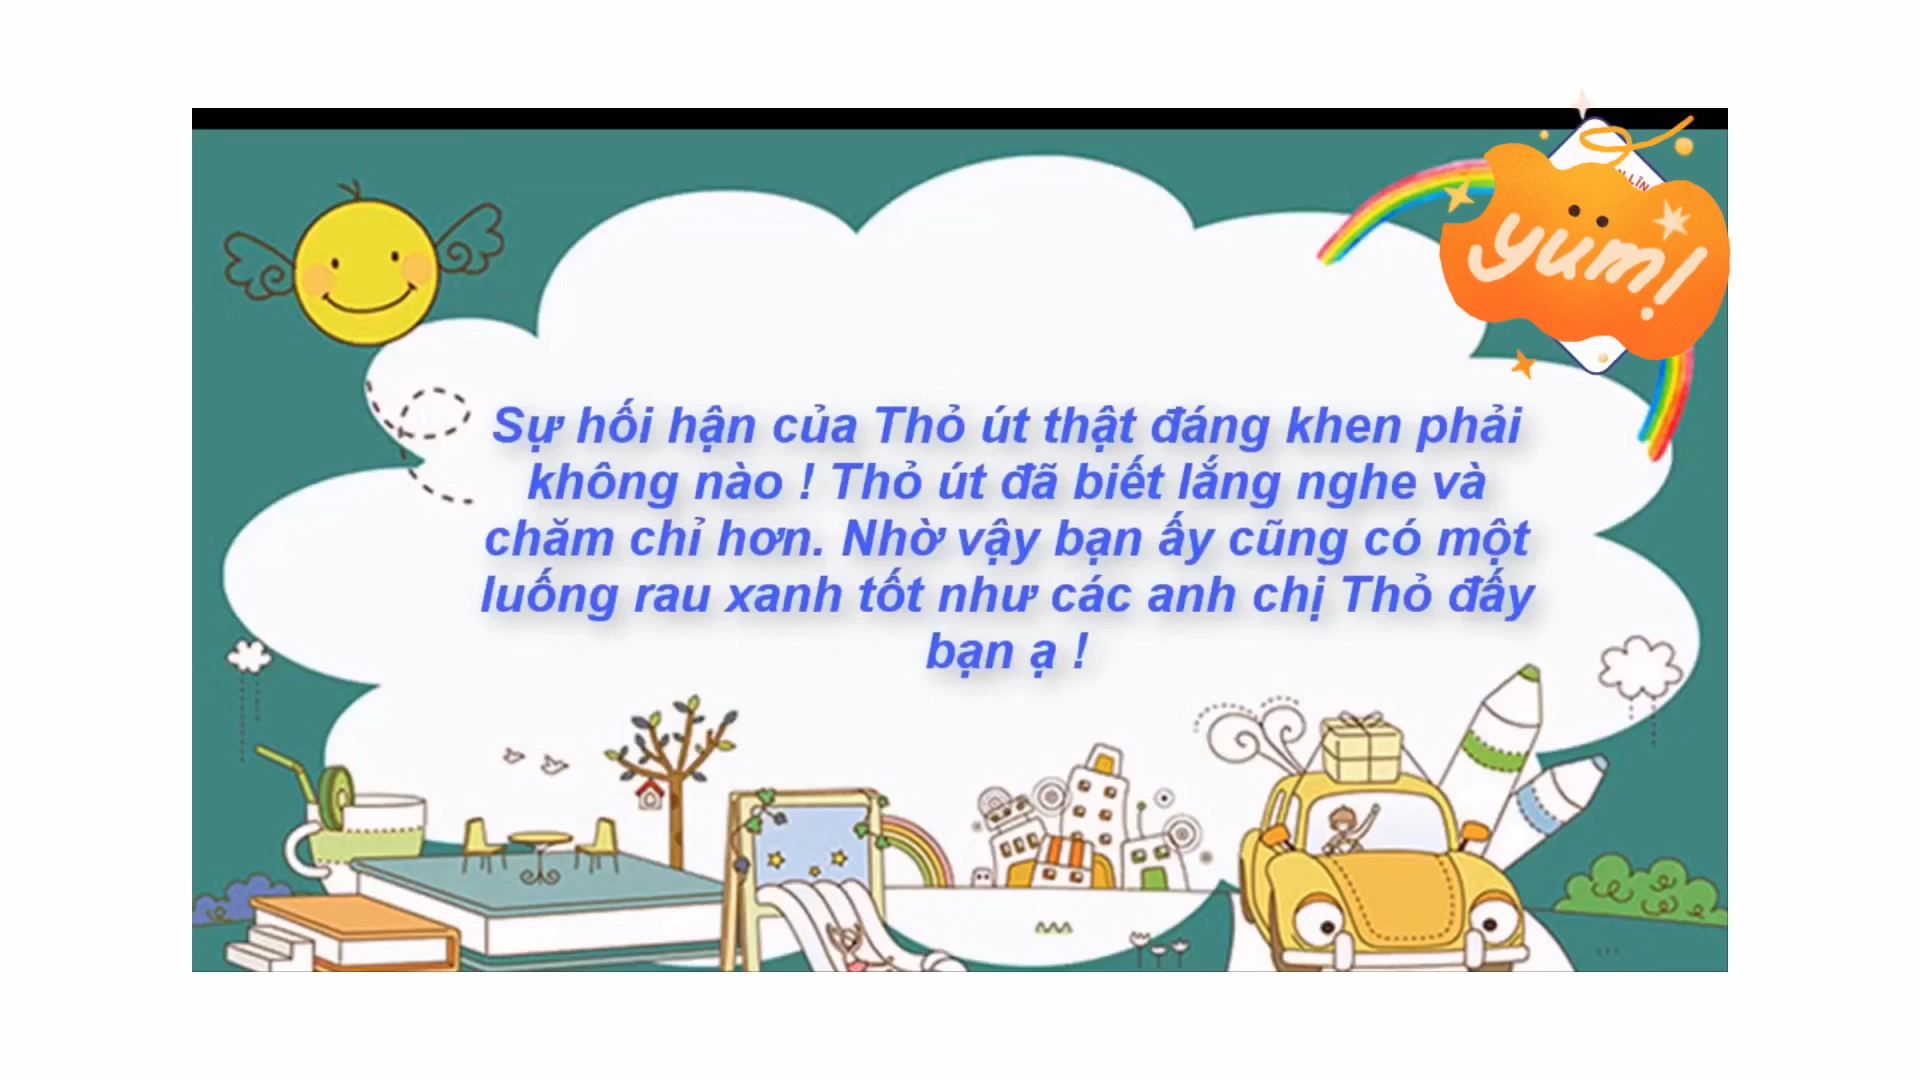 yum!
Sự hối hận của Thỏ út thật đáng khen phải
không nào ! Thỏ út đã biết lắng nghe và
chăm chỉ hơn. Nhờ vậy bạn ấy cũng có một
luống rau xanh tốt như các anh chị Thỏ đấy
bạn ạ !